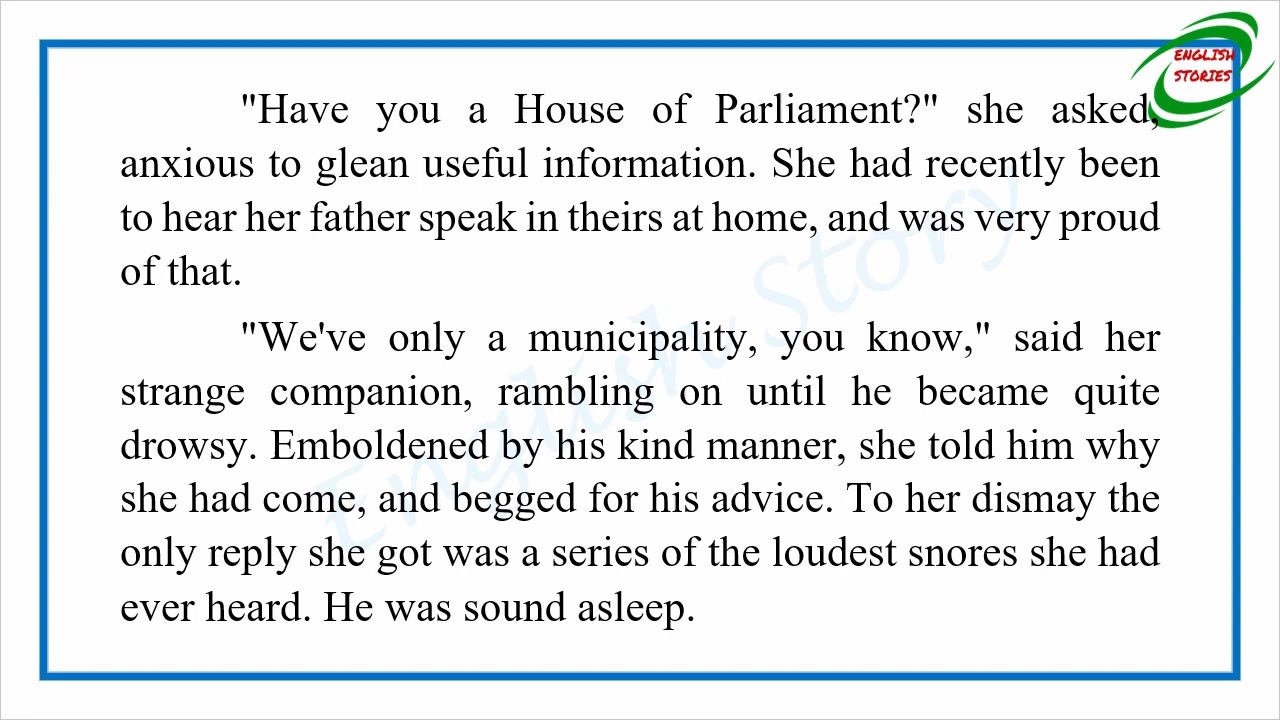 ENGLISH
STORIES
"Have you a House of Parliament?" she asked,
anxious to glean useful information. She had recently been
to hear her father speak in theirs at home, and was very proud
of that.
"We've only a municipality, you know," said her
strange companion, rambling on until he became quite
drowsy. Emboldened by his kind manner, she told him why
she had come, and begged for his advice. To her dismay the
only reply she got was a series of the loudest snores she had
ever heard. He was sound asleep.
English Story